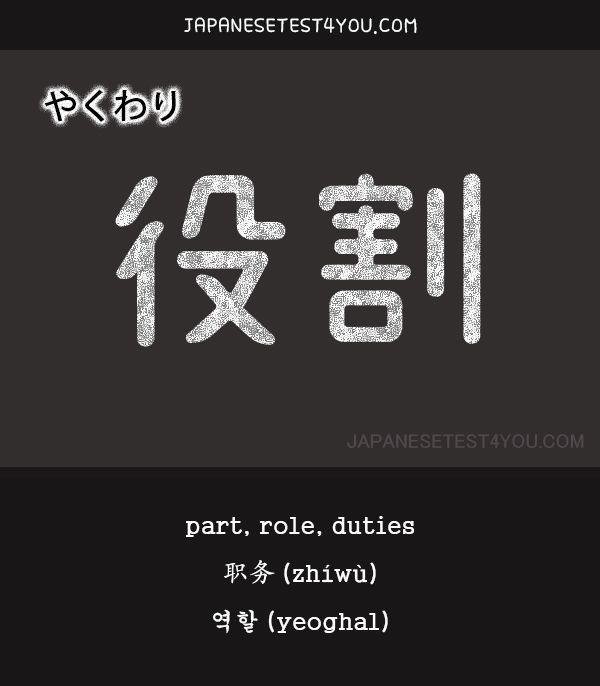 JAPANESETEST4YOU.COM
やくわり
役割
JAPANESETEST4YOU.COM
part, role, duties
职务 (zhíwù)
역할 (yeoghal)